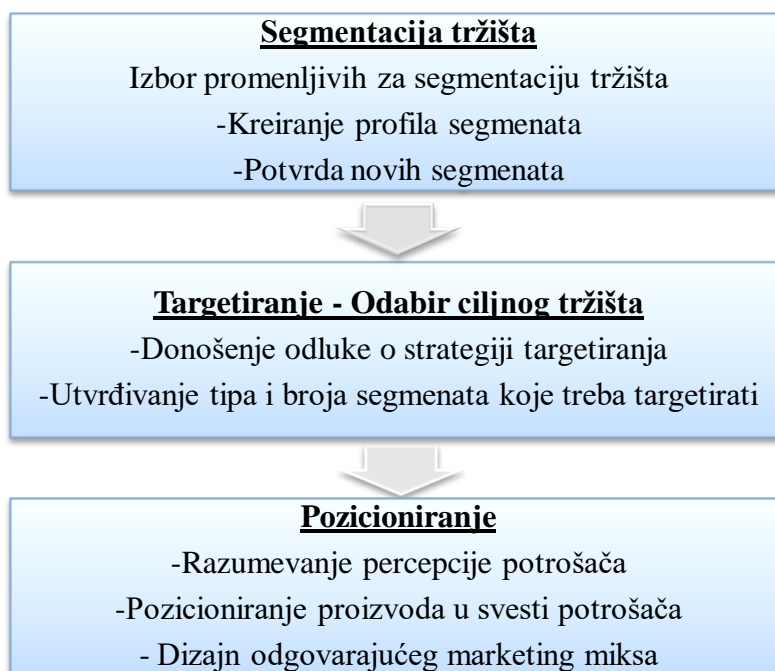 Segmentacija tržišta
Izbor promenljivih za segmentaciju tržišta
-Kreiranje profila segmenata
-Potvrda novih segmenata
Targetiranje - Odabir ciljnog tržišta
-Donošenje odluke o strategiji targetiranja
-Utvrđivanje tipa i broja segmenata koje treba targetirati
Pozicioniranje
-Razumevanje percepcije potrošača
-Pozicioniranje proizvoda u svesti potrošača
- Dizajn odgovarajućeg marketing miksa